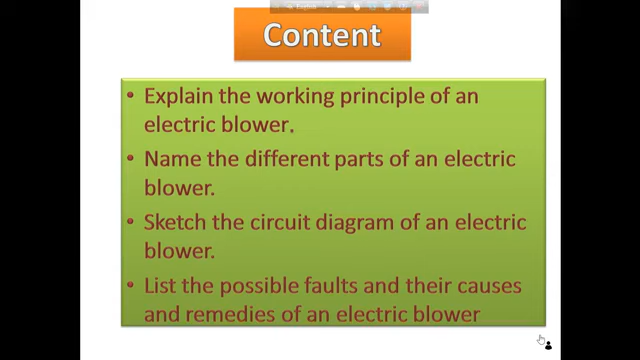 English
Content
• Explain the working principle of an
electric blower.
• Name the different parts of an electric
blower.
• Sketch the circuit diagram of an electric
blower.
• List the possible faults and their causes
and remedies of an electric blower